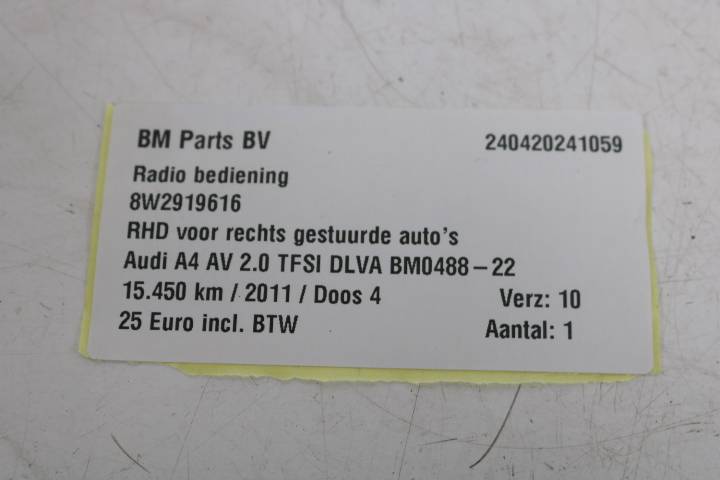 BM Parts BV 240420241059
Radio bediening
8W2919616
RHD voor rechts gestuurde auto's
Audi A4 AV 2.0 TFSI DLVA BM0488-22
15.450 km / 2011 / Doos 4 Verz: 10
25 Euro incl. BTW Aantal: 1